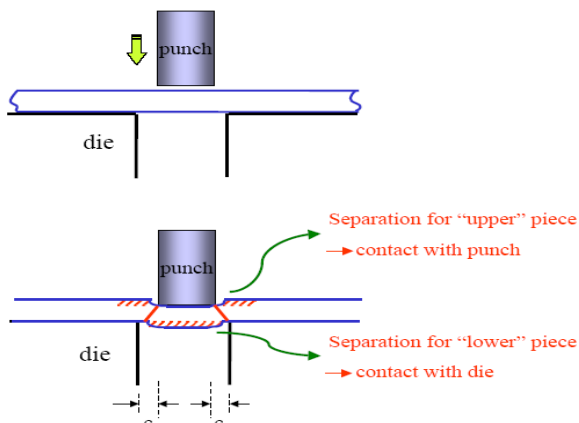 punch
die
Separation for “upper” piece
→ contact with punch
punch
Separation for “lower” piece
die
→ contact with die